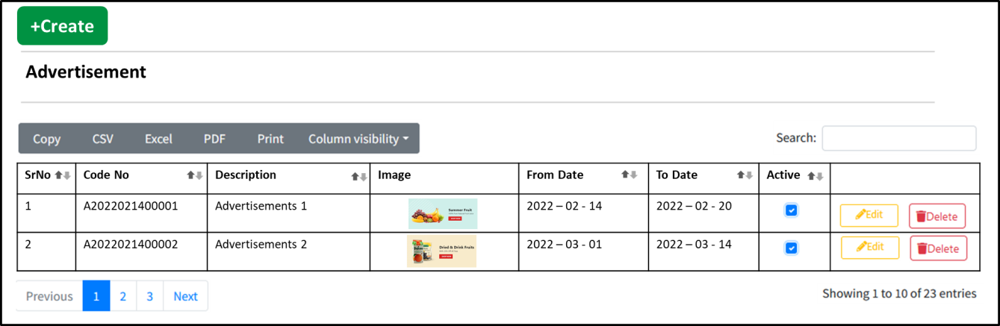 +Create
Advertisement
Copy CSV Excel PDF Print Column visibility
Search:
SrNo Code No Description Image From Date To Date Active
1 A2022021400001 Advertisements 1 Summer Fruit 2022 – 02 - 14 2022 – 02 - 20 Edit Delete
2 A2022021400002 Advertisements 2 Dried & Drink Fruits 2022 – 03 - 01 2022 – 03 - 14 Edit Delete
Previous 1 2 3 Next
Showing 1 to 10 of 23 entries